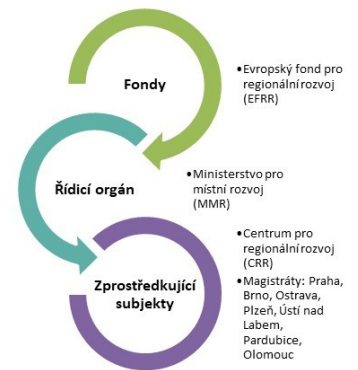 Fondy
•Evropský fond pro
regionální rozvoj
(EFRR)
Řídicí orgán
•Ministerstvo pro
místní rozvoj
(MMR)
Zprostředkující
subjekty
•Centrum pro
regionální rozvoj
(CRR)
•Magistráty: Praha,
Brno, Ostrava,
Plzeň, Ústí nad
Labem,
Pardubice,
Olomouc